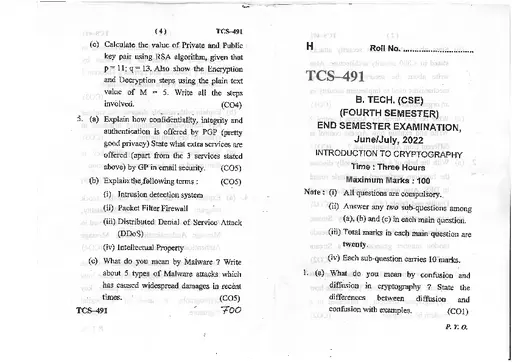 ( 4 ) TCS–491
(c) Calculate the value of Private and Public
key pair using RSA algorithm, given that
p = 11; q = 13. Also show the Encryption
and Decryption steps using the plain text
value of M = 5. Write all the steps
involved. (CO4)
5. (a) Explain how confidentiality, integrity and
authentication is offered by PGP (pretty
good privacy) State what extra services are
offered (apart from the 3 services stated
above) by GP in email security. (CO5)
(b) Explain the following terms : (CO5)
(i) Intrusion detection system
(ii) Packet Filter Firewall
(iii) Distributed Denial of Service Attack
(DDoS)
(iv) Intellectual Property
(c) What do you mean by Malware ? Write
about 5 types of Malware attacks which
has caused widespread damages in recent
times. (CO5)
TCS–491 700
H Roll No. ............................
TCS–491
B. TECH. (CSE)
(FOURTH SEMESTER)
END SEMESTER EXAMINATION,
June/July, 2022
INTRODUCTION TO CRYPTOGRAPHY
Time : Three Hours
Maximum Marks : 100
Note : (i) All questions are compulsory.
(ii) Answer any two sub-questions among
(a), (b) and (c) in each main question.
(iii) Total marks in each main question are
twenty.
(iv) Each sub-question carries 10 marks.
1. (a) What do you mean by confusion and
diffusion in cryptography ? State the
differences between diffusion and
confusion with examples. (CO1)
P. T. O.